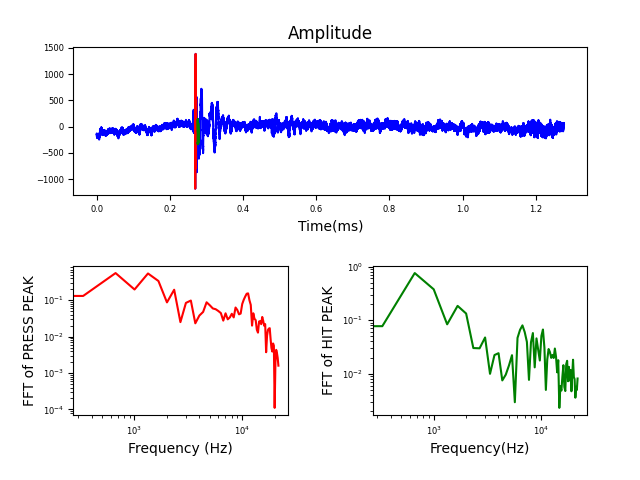 Amplitude
1500
1000
500
0
−500
−1000
0.0 0.2 0.4 0.6 0.8 1.0 1.2
Time(ms)
FFT of PRESS PEAK
10⁻¹
10⁻²
10⁻³
10⁻⁴
10³ 10⁴
Frequency (Hz)
FFT of HIT PEAK
10⁰
10⁻¹
10⁻²
10³ 10⁴
Frequency(Hz)